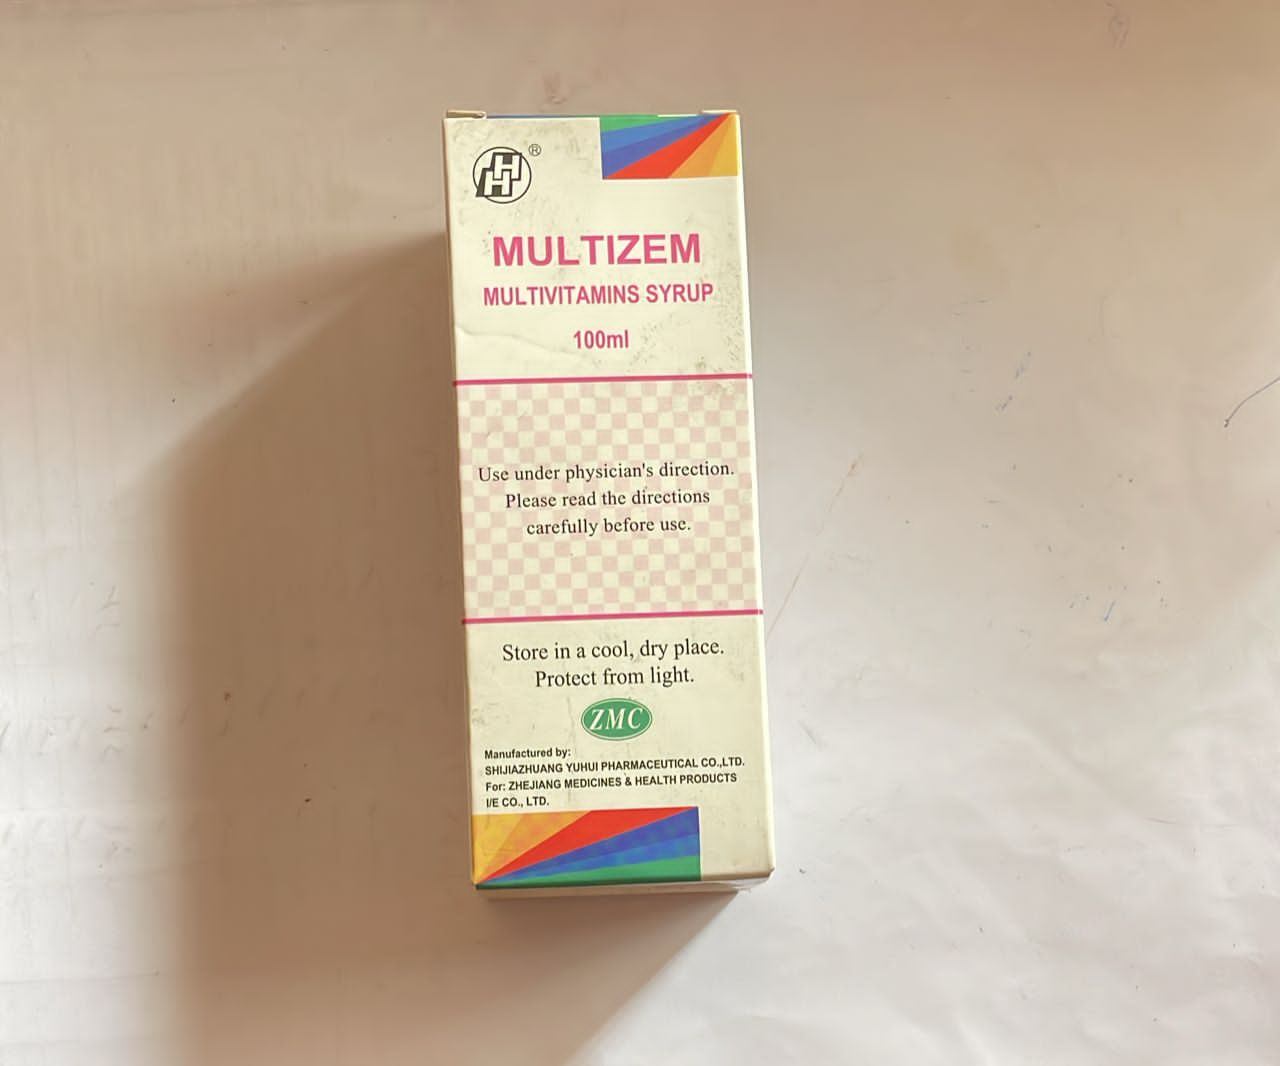 HH ®
MULTIZEM
MULTIVITAMINS SYRUP
100ml
Use under physician's direction.
Please read the directions
carefully before use.
Store in a cool, dry place.
Protect from light.
ZMC
Manufactured by:
SHIJIAZHUANG YUHUI PHARMACEUTICAL CO.,LTD.
For: ZHEJIANG MEDICINES & HEALTH PRODUCTS
I/E CO., LTD.